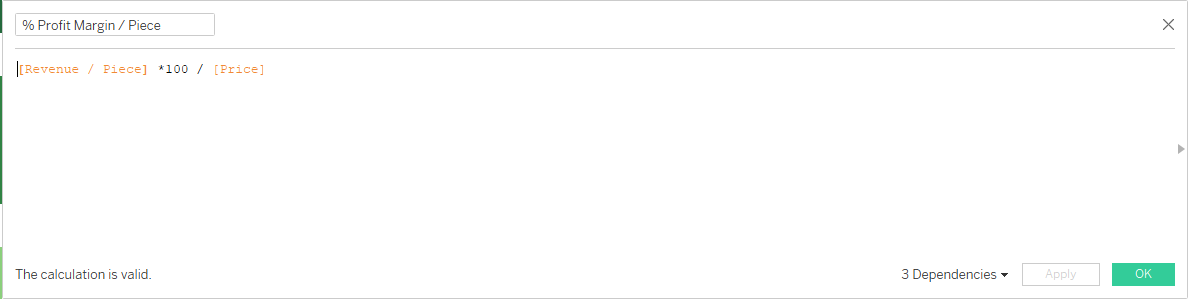 % Profit Margin / Piece
[Revenue / Piece] *100 / [Price]
The calculation is valid.
3 Dependencies
Apply
OK